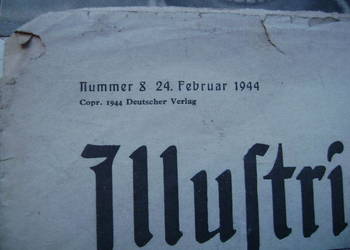 Nummer 8 24. Februar 1944
Copr. 1944 Deutscher Verlag
Illuſtri